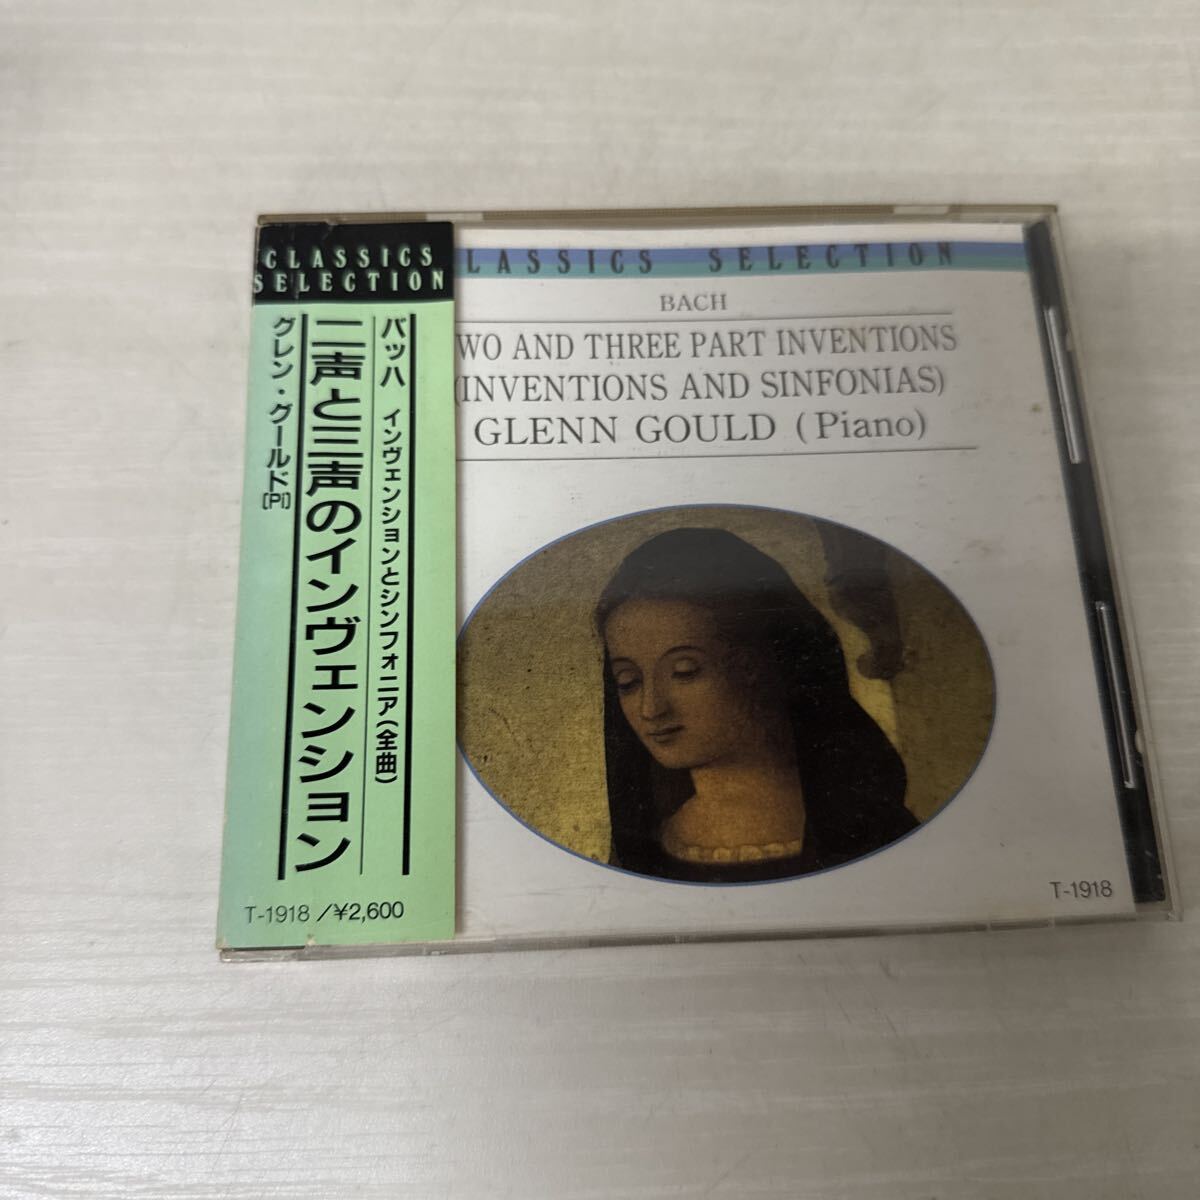 CLASSICS
SELECTION
バッハ インヴェンションとシンフォニア(全曲)
二声と三声のインヴェンション
グレン・グールド[Pi]
T-1918/¥2,600
LASSICS SELECTION
BACH
WO AND THREE PART INVENTIONS
(INVENTIONS AND SINFONIAS)
GLENN GOULD (Piano)
T-1918